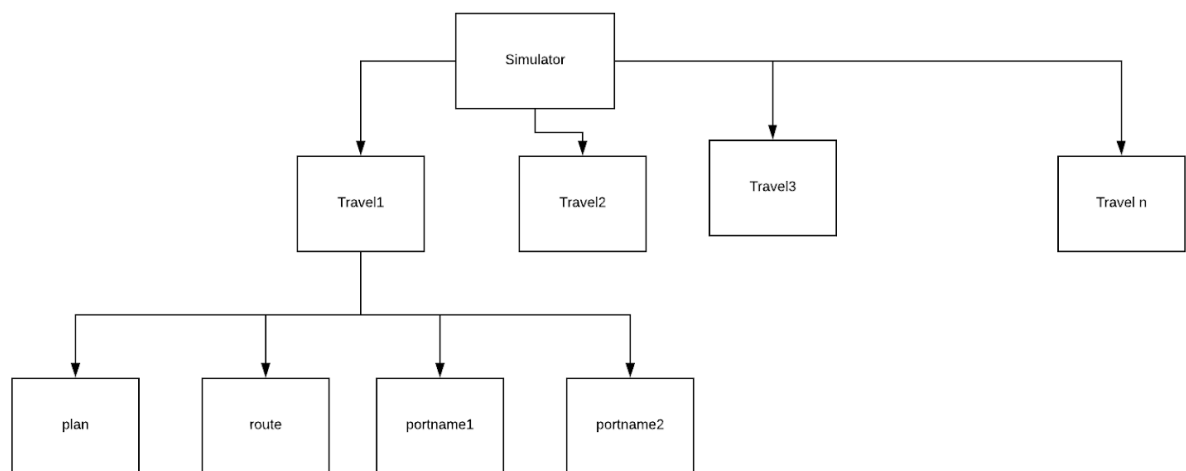 Simulator
Travel1
Travel2
Travel3
Travel n
plan
route
portname1
portname2